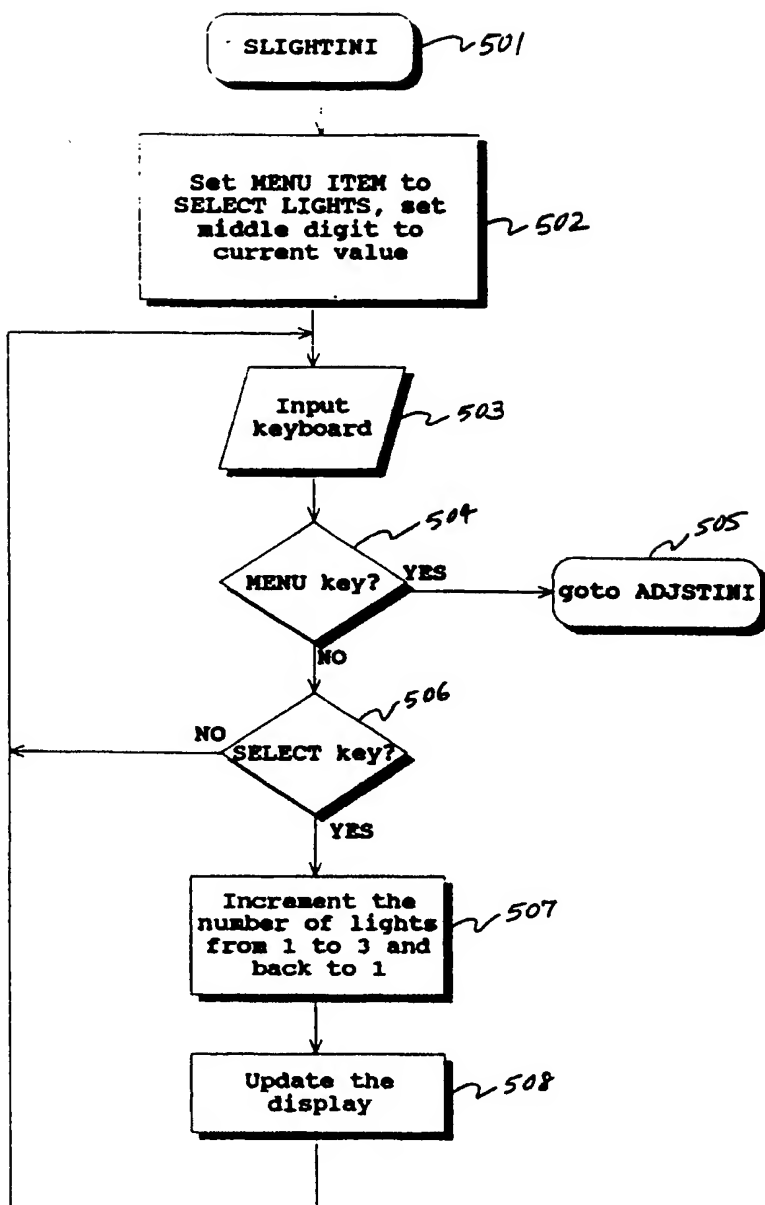 SLIGHTINI
501
Set MENU ITEM to
SELECT LIGHTS, set
middle digit to
current value
502
Input
keyboard
503
504
MENU key?
YES
505
goto ADJSTINI
NO
506
NO
SELECT key?
YES
Increment the
number of lights
from 1 to 3 and
back to 1
507
Update the
display
508